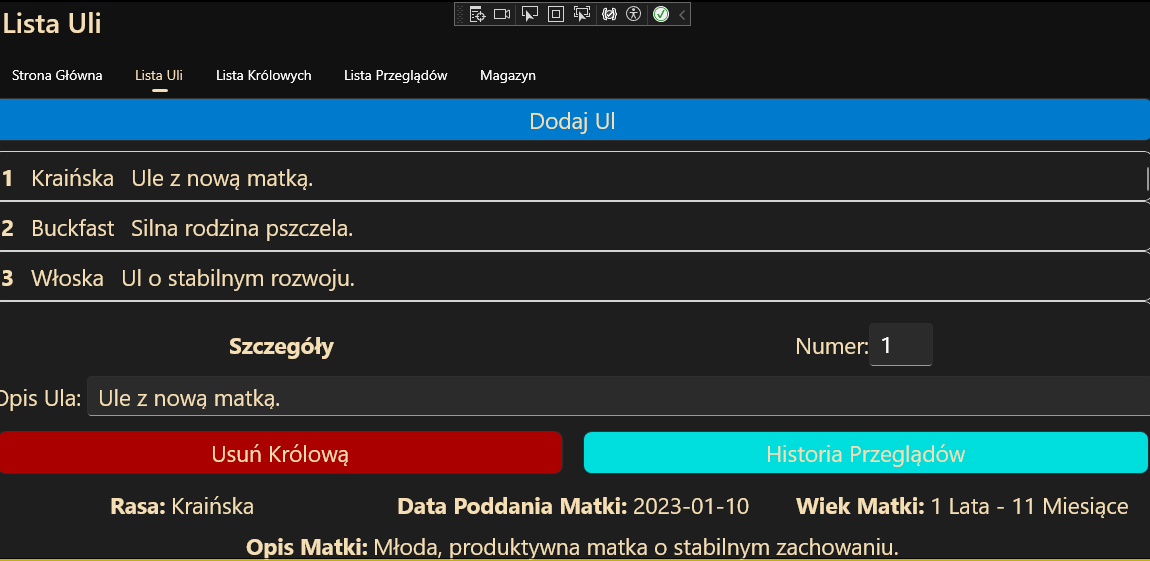 Lista Uli
Strona Główna Lista Uli Lista Królowych Lista Przeglądów Magazyn
Dodaj Ul
1 Kraińska Ule z nową matką.
2 Buckfast Silna rodzina pszczela.
3 Włoska Ul o stabilnym rozwoju.
Szczegóły Numer: 1
Opis Ula: Ule z nową matką.
Usuń Królową Historia Przeglądów
Rasa: Kraińska Data Poddania Matki: 2023-01-10 Wiek Matki: 1 Lata - 11 Miesiące
Opis Matki: Młoda, produktywna matka o stabilnym zachowaniu.